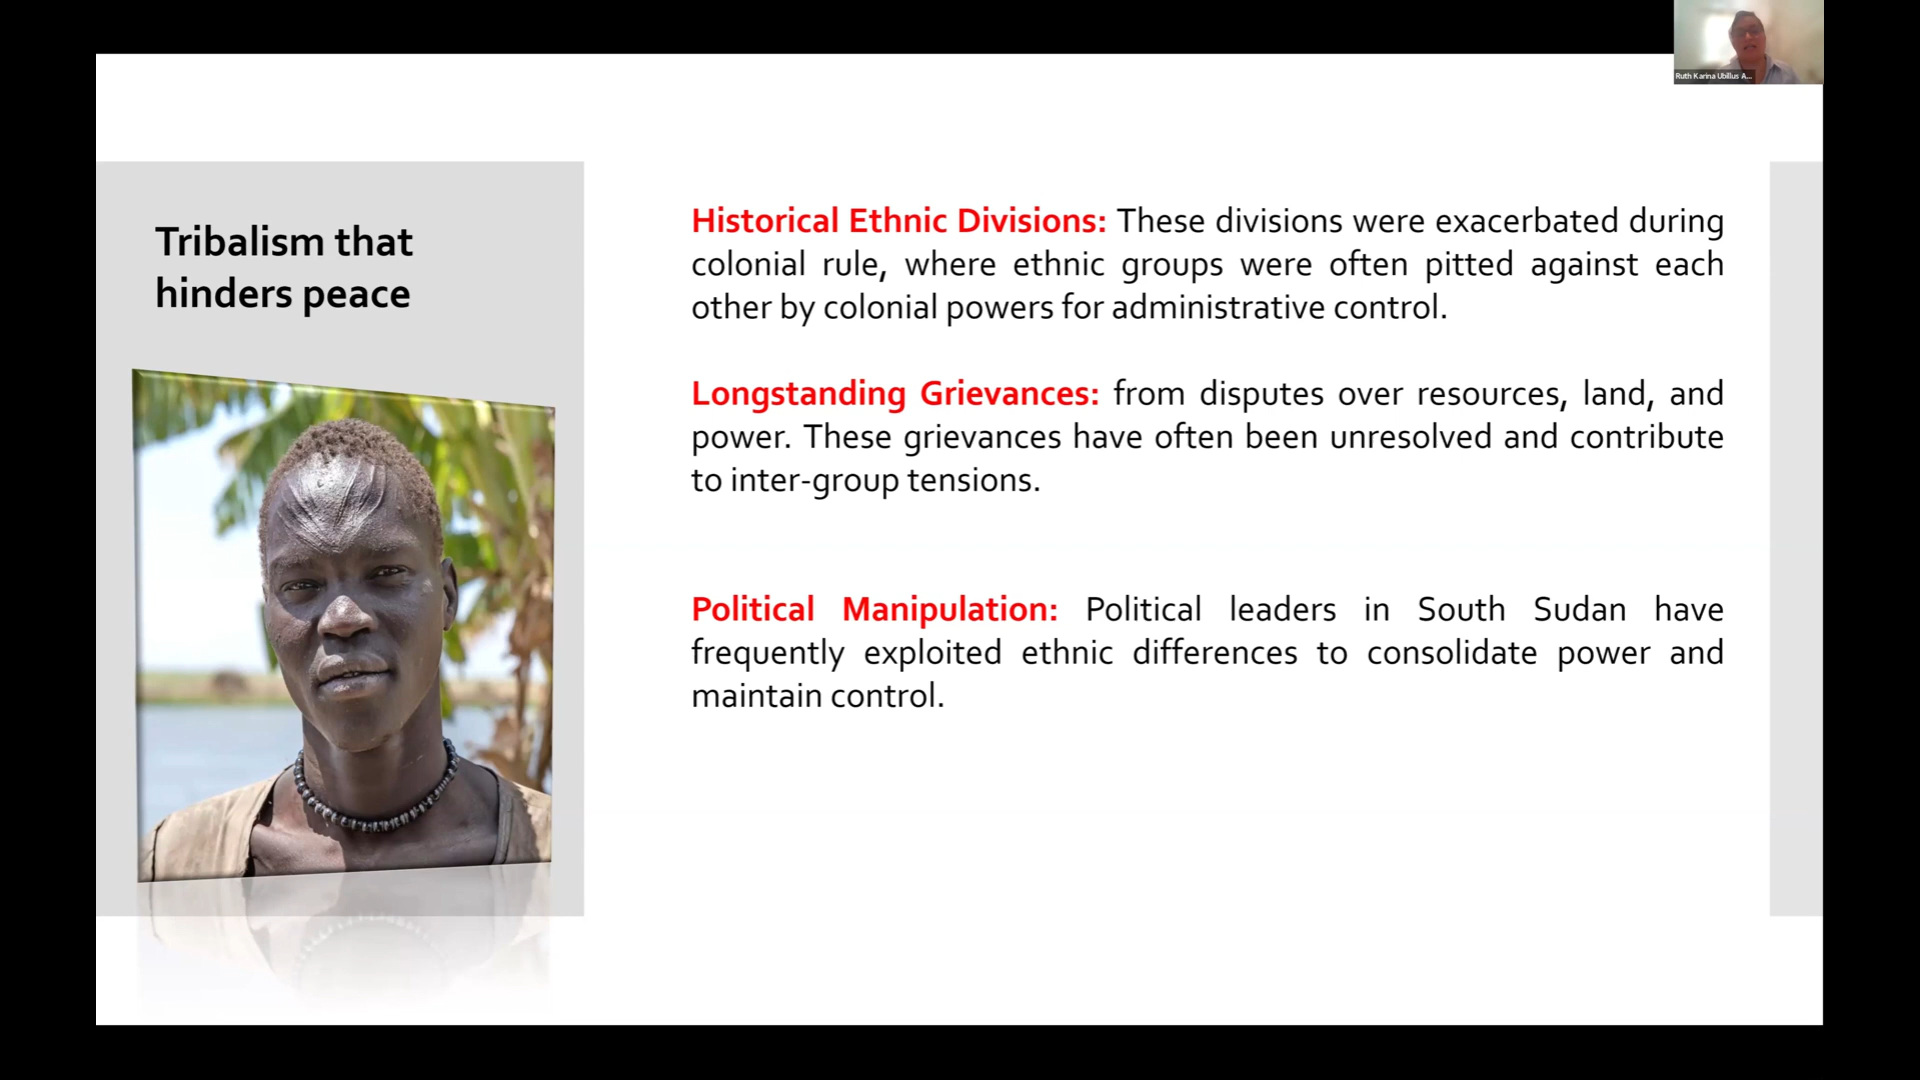 Ruth Karina Ubillus A...
Tribalism that
hinders peace
Historical Ethnic Divisions: These divisions were exacerbated during
colonial rule, where ethnic groups were often pitted against each
other by colonial powers for administrative control.
Longstanding Grievances: from disputes over resources, land, and
power. These grievances have often been unresolved and contribute
to inter-group tensions.
Political Manipulation: Political leaders in South Sudan have
frequently exploited ethnic differences to consolidate power and
maintain control.